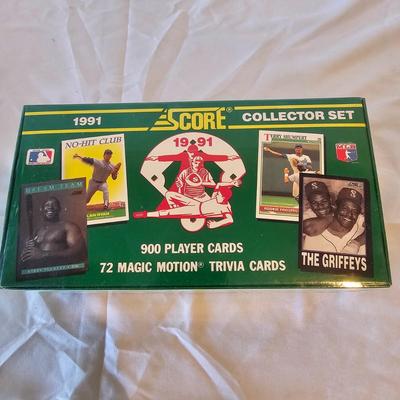 1991
SCORE®
COLLECTOR SET
NO-HIT CLUB
1991
TERRY SHUMPERT
DREAM TEAM
900 PLAYER CARDS
72 MAGIC MOTION® TRIVIA CARDS
THE GRIFFEYS